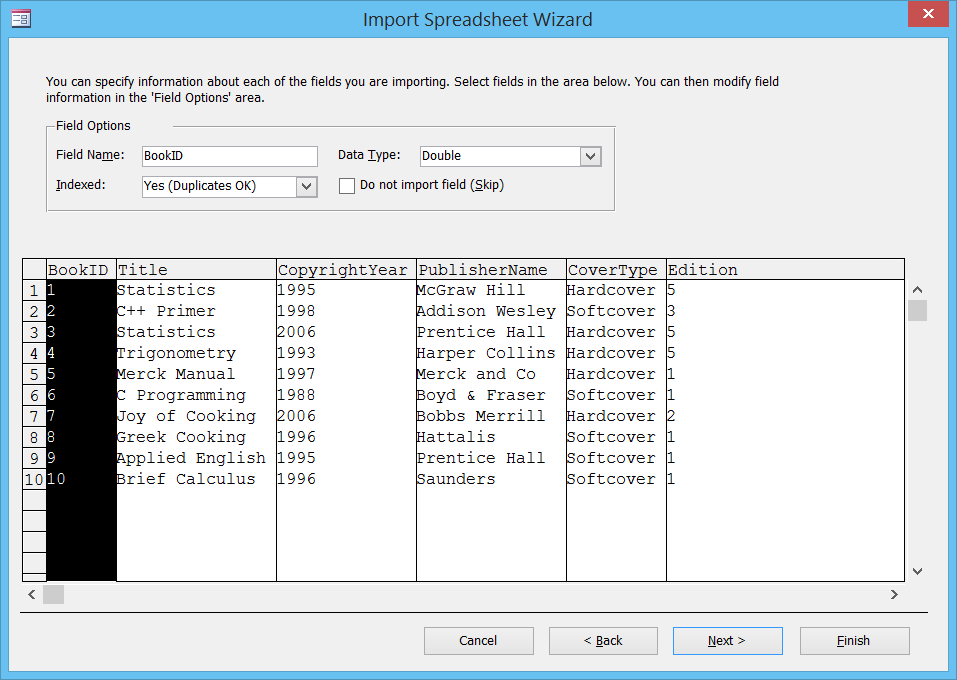 Import Spreadsheet Wizard
You can specify information about each of the fields you are importing. Select fields in the area below. You can then modify field
information in the 'Field Options' area.
Field Options
Field Name: BookID Data Type: Double
Indexed: Yes (Duplicates OK) Do not import field (Skip)
BookID Title CopyrightYear PublisherName CoverType Edition
1 1 Statistics 1995 McGraw Hill Hardcover 5
2 2 C++ Primer 1998 Addison Wesley Softcover 3
3 3 Statistics 2006 Prentice Hall Hardcover 5
4 4 Trigonometry 1993 Harper Collins Hardcover 5
5 5 Merck Manual 1997 Merck and Co Hardcover 1
6 6 C Programming 1988 Boyd & Fraser Softcover 1
7 7 Joy of Cooking 2006 Bobbs Merrill Hardcover 2
8 8 Greek Cooking 1996 Hattalis Softcover 1
9 9 Applied English 1995 Prentice Hall Softcover 1
10 10 Brief Calculus 1996 Saunders Softcover 1
Cancel < Back Next > Finish